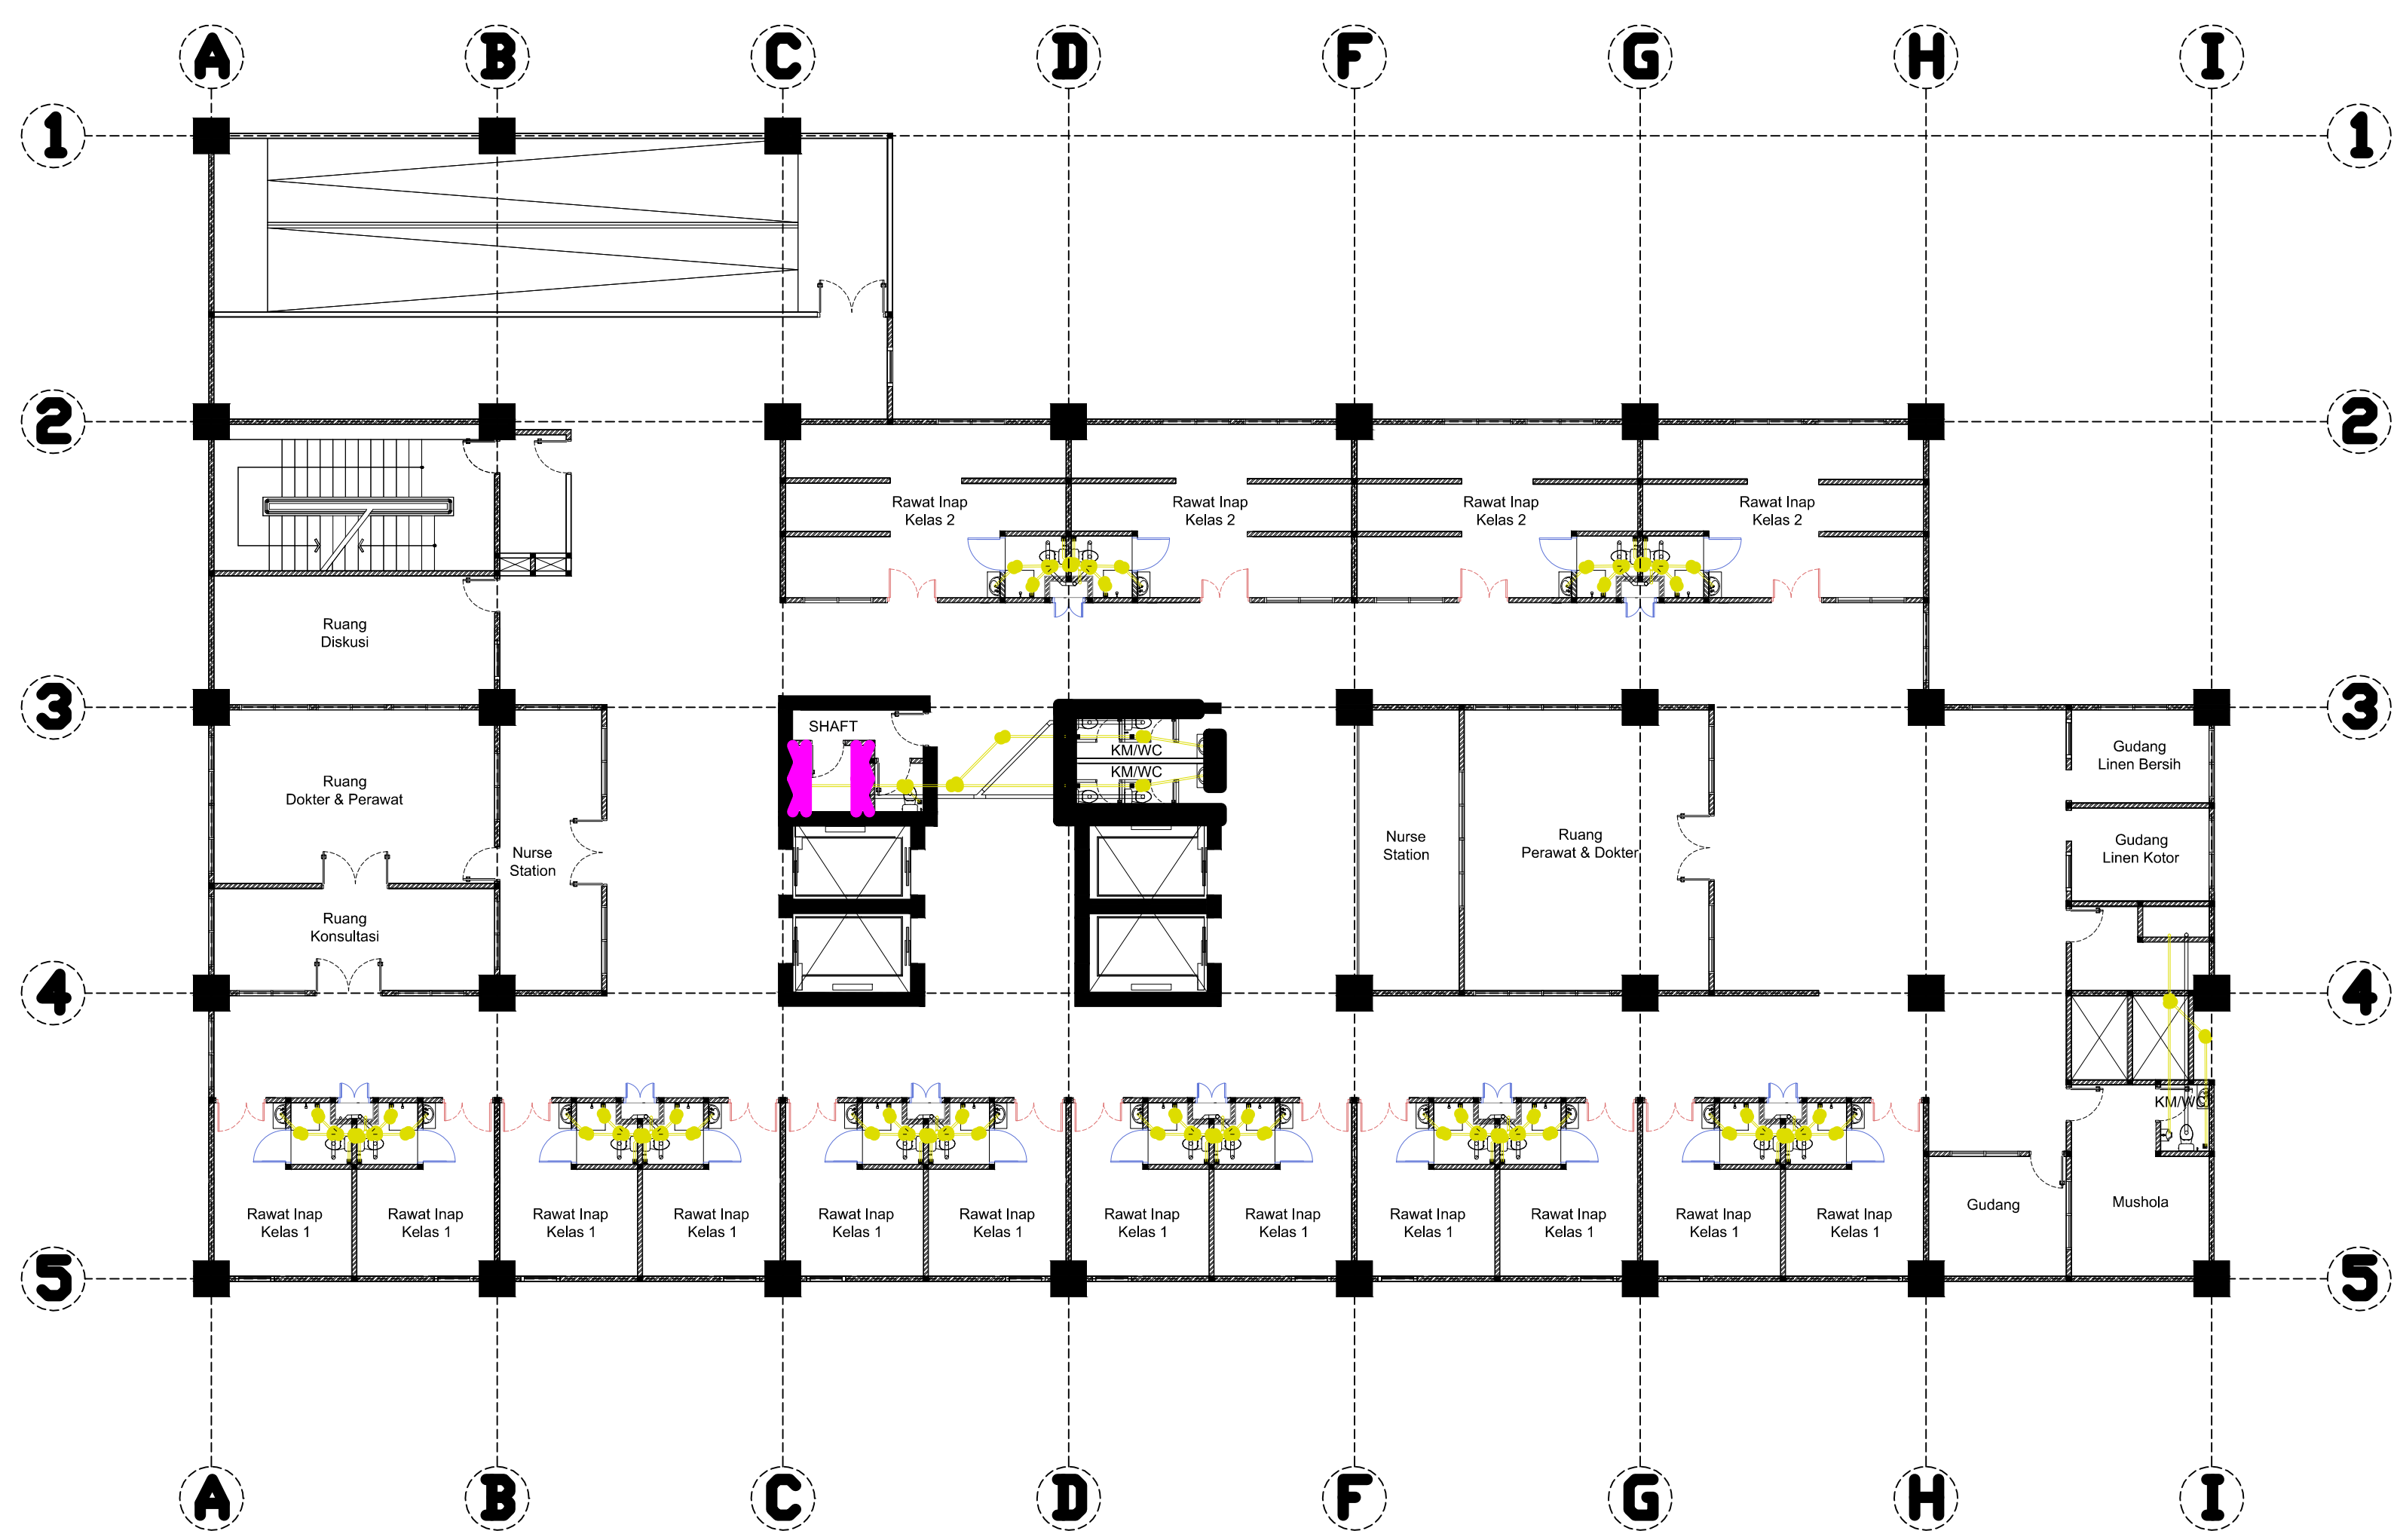 A B C D F G H I
1 1
2 2
Rawat Inap
Kelas 2
Rawat Inap
Kelas 2
Rawat Inap
Kelas 2
Rawat Inap
Kelas 2
Ruang
Diskusi
3 3
SHAFT
KM/WC
KM/WC
Gudang
Linen Bersih
Ruang
Dokter & Perawat
Nurse
Station
Nurse
Station
Ruang
Perawat & Dokter
Gudang
Linen Kotor
Ruang
Konsultasi
4 4
KM/WC
Rawat Inap
Kelas 1
Rawat Inap
Kelas 1
Rawat Inap
Kelas 1
Rawat Inap
Kelas 1
Rawat Inap
Kelas 1
Rawat Inap
Kelas 1
Rawat Inap
Kelas 1
Rawat Inap
Kelas 1
Rawat Inap
Kelas 1
Rawat Inap
Kelas 1
Rawat Inap
Kelas 1
Rawat Inap
Kelas 1
Gudang
Mushola
5 5
A B C D F G H I